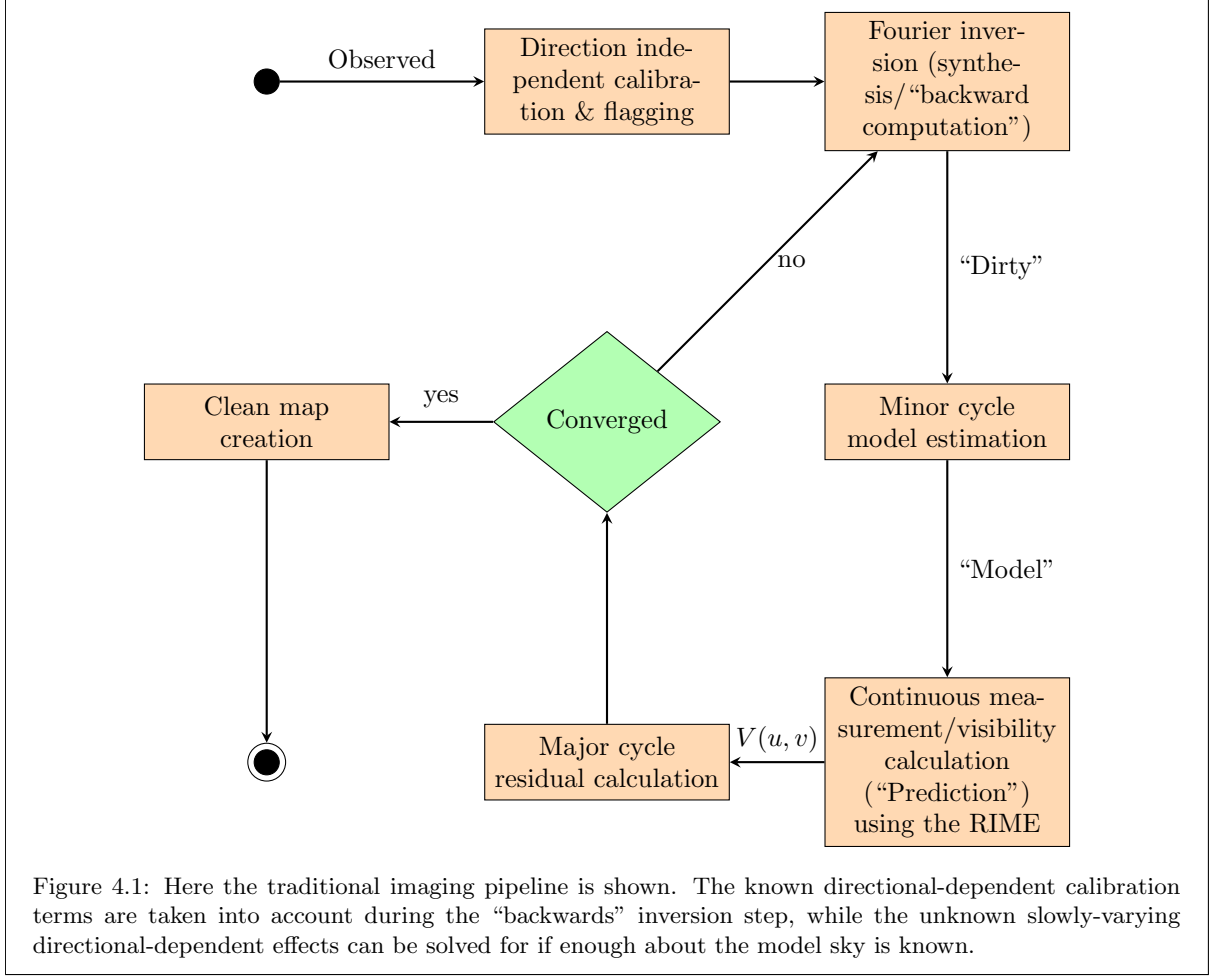 Observed
Direction inde-
pendent calibra-
tion & flagging
Fourier inver-
sion (synthe-
sis/“backward
computation”)
no
“Dirty”
Clean map
creation
yes
Converged
Minor cycle
model estimation
“Model”
Major cycle
residual calculation
V(u, v)
Continuous mea-
surement/visibility
calculation
(“Prediction”)
using the RIME
Figure 4.1: Here the traditional imaging pipeline is shown. The known directional-dependent calibration
terms are taken into account during the “backwards” inversion step, while the unknown slowly-varying
directional-dependent effects can be solved for if enough about the model sky is known.